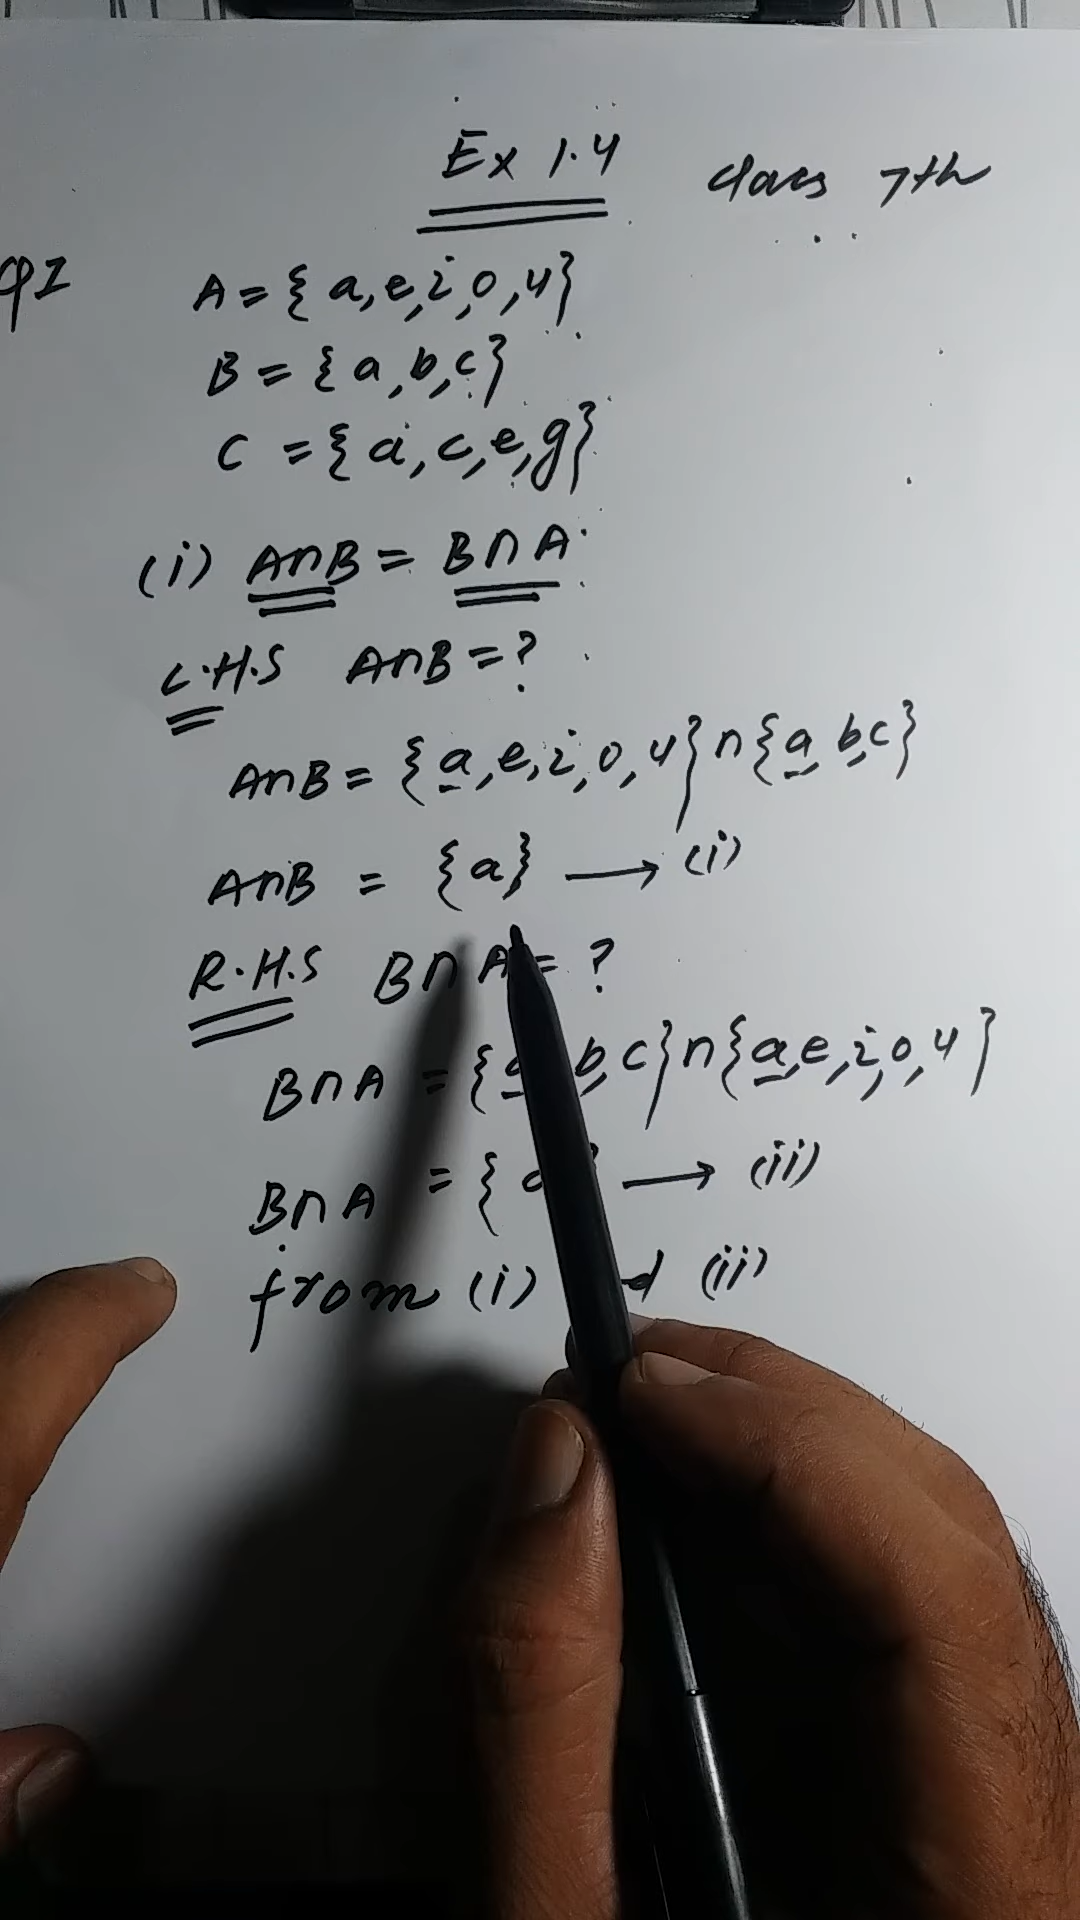 Ex 1.4 class 7th
Q1 A = { a, e, i, o, u }
B = { a, b, c }
C = { a, c, e, g }
(i) A∩B = B∩A
L.H.S A∩B = ?
A∩B = { a, e, i, o, u } ∩ { a, b, c }
A∩B = { a } → (i)
R.H.S B∩A = ?
B∩A = { b, c } ∩ { a, e, i, o, u }
B∩A = { → (ii)
from (i) (ii)